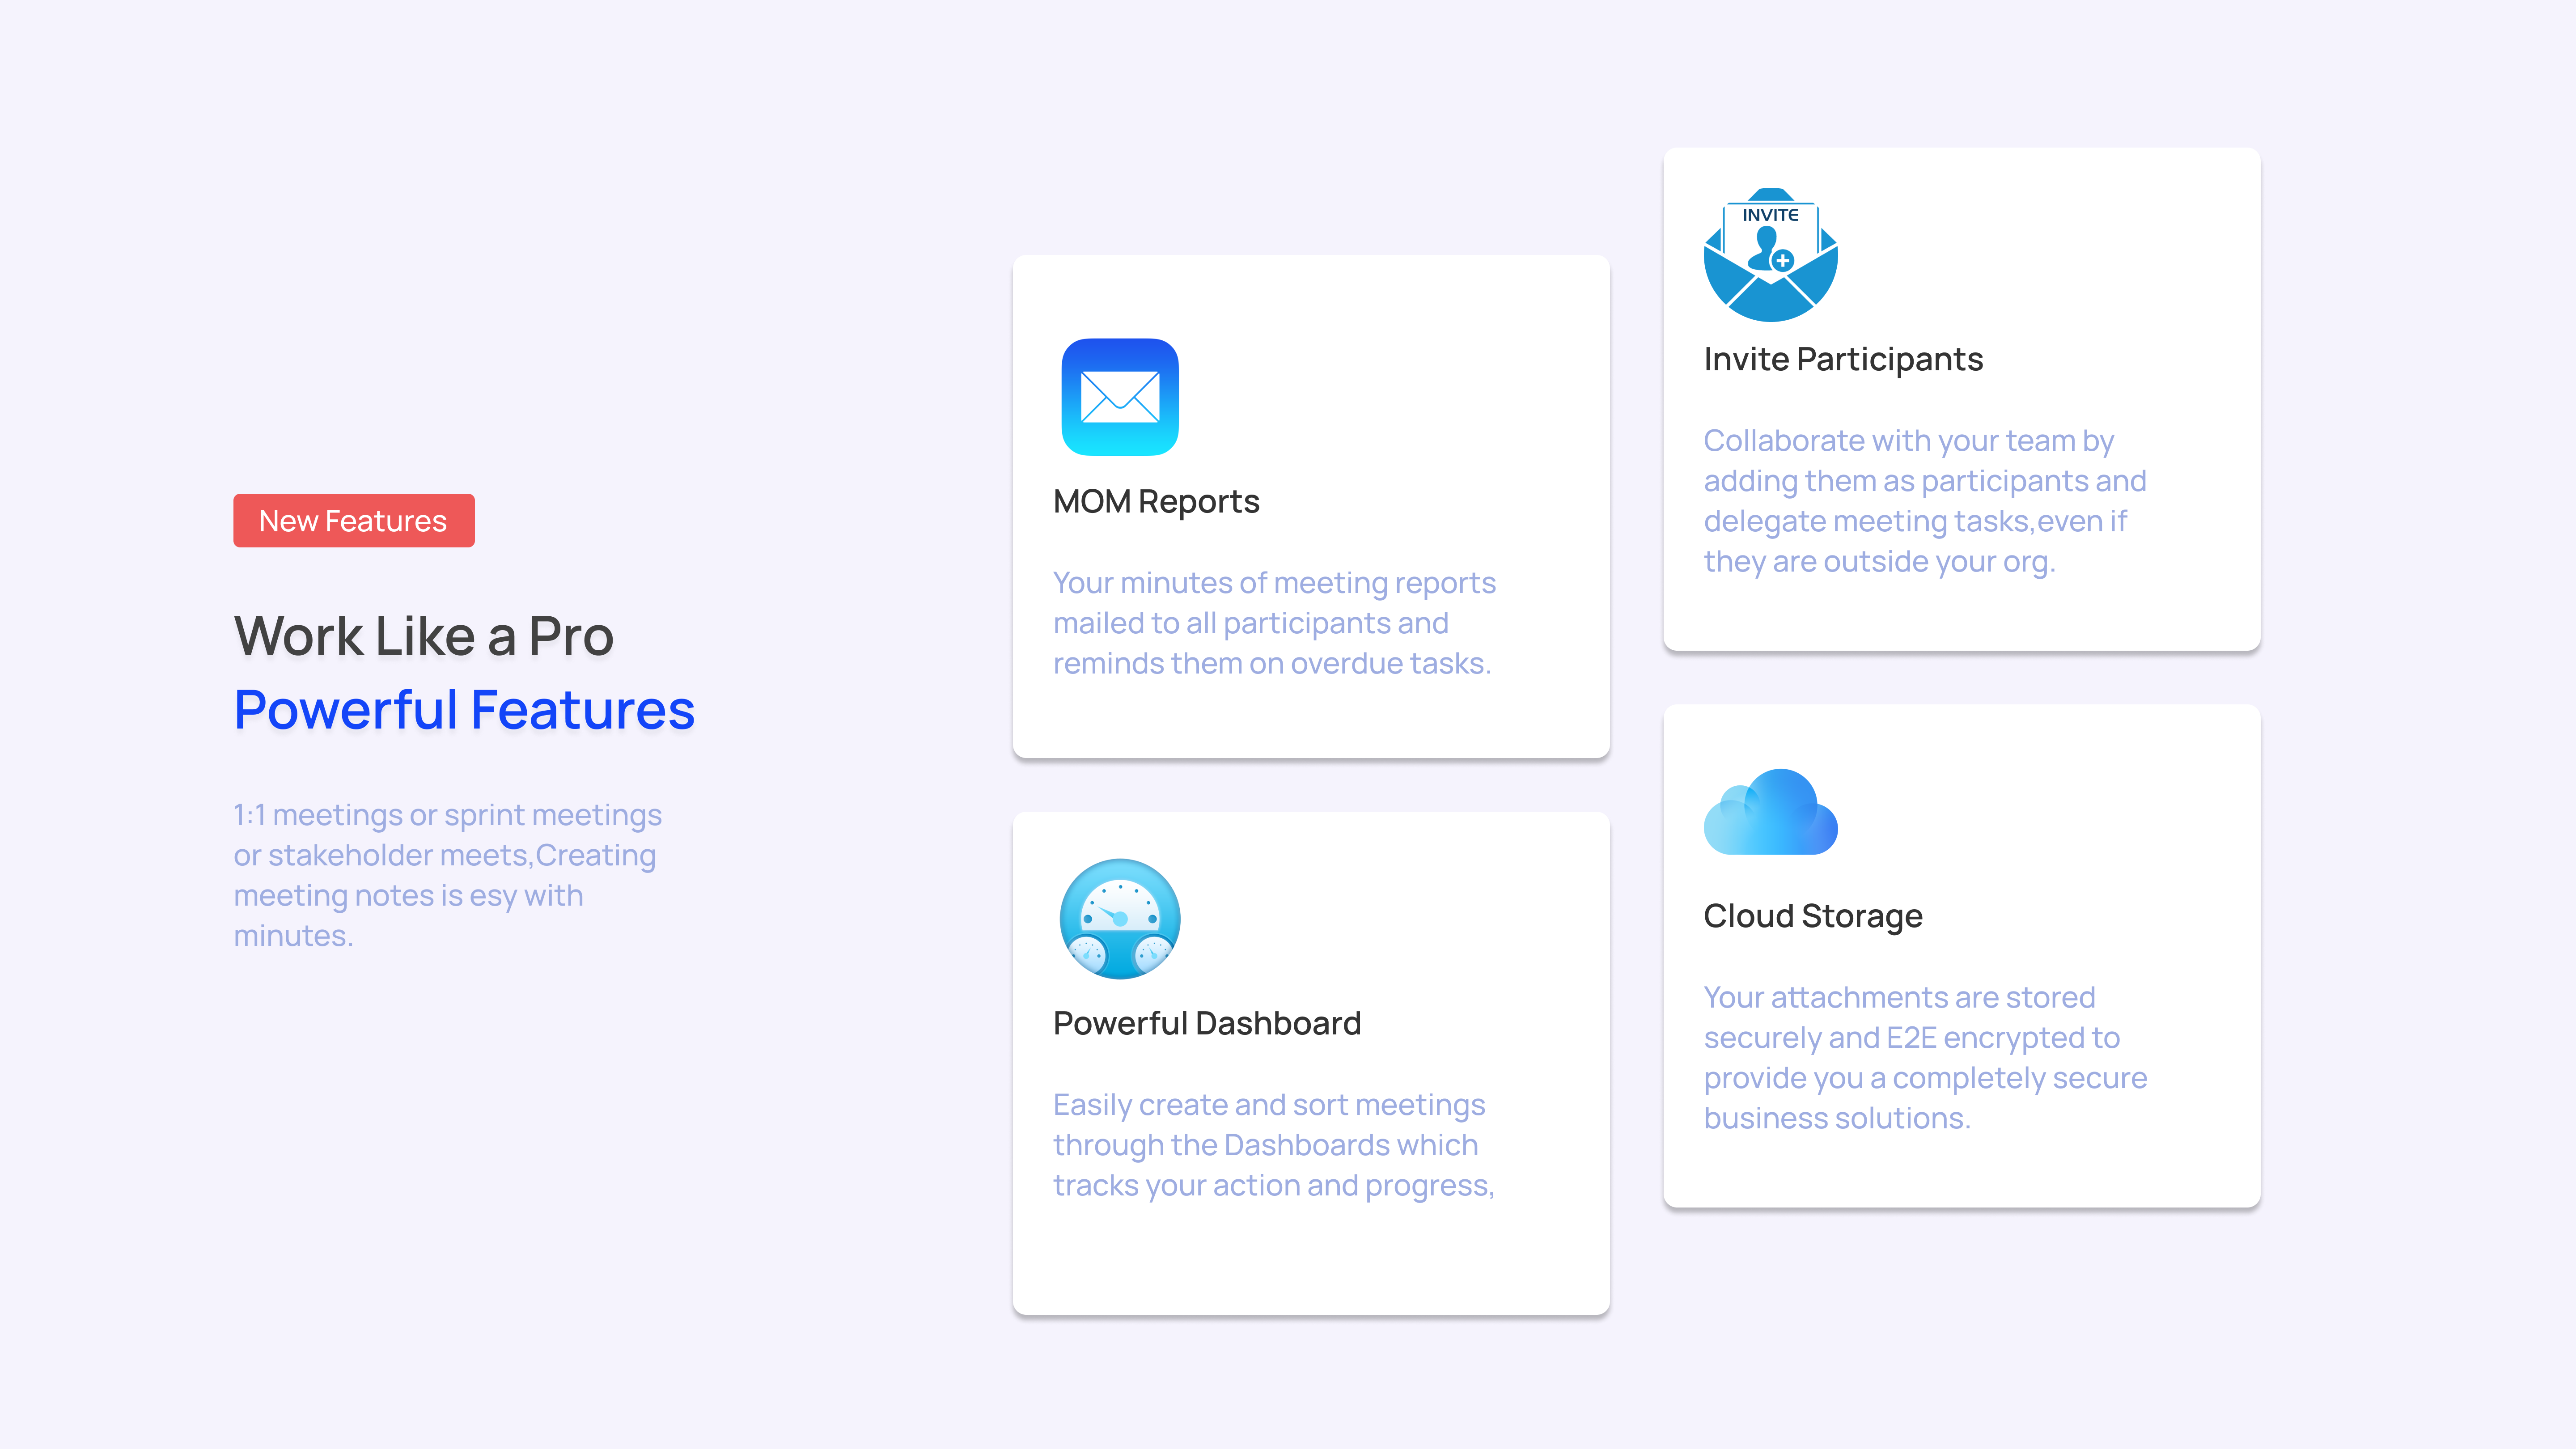 New Features
Work Like a Pro
Powerful Features
1:1 meetings or sprint meetings
or stakeholder meets,Creating
meeting notes is esy with
minutes.
MOM Reports
Your minutes of meeting reports
mailed to all participants and
reminds them on overdue tasks.
Powerful Dashboard
Easily create and sort meetings
through the Dashboards which
tracks your action and progress,
INVITE
Invite Participants
Collaborate with your team by
adding them as participants and
delegate meeting tasks,even if
they are outside your org.
Cloud Storage
Your attachments are stored
securely and E2E encrypted to
provide you a completely secure
business solutions.